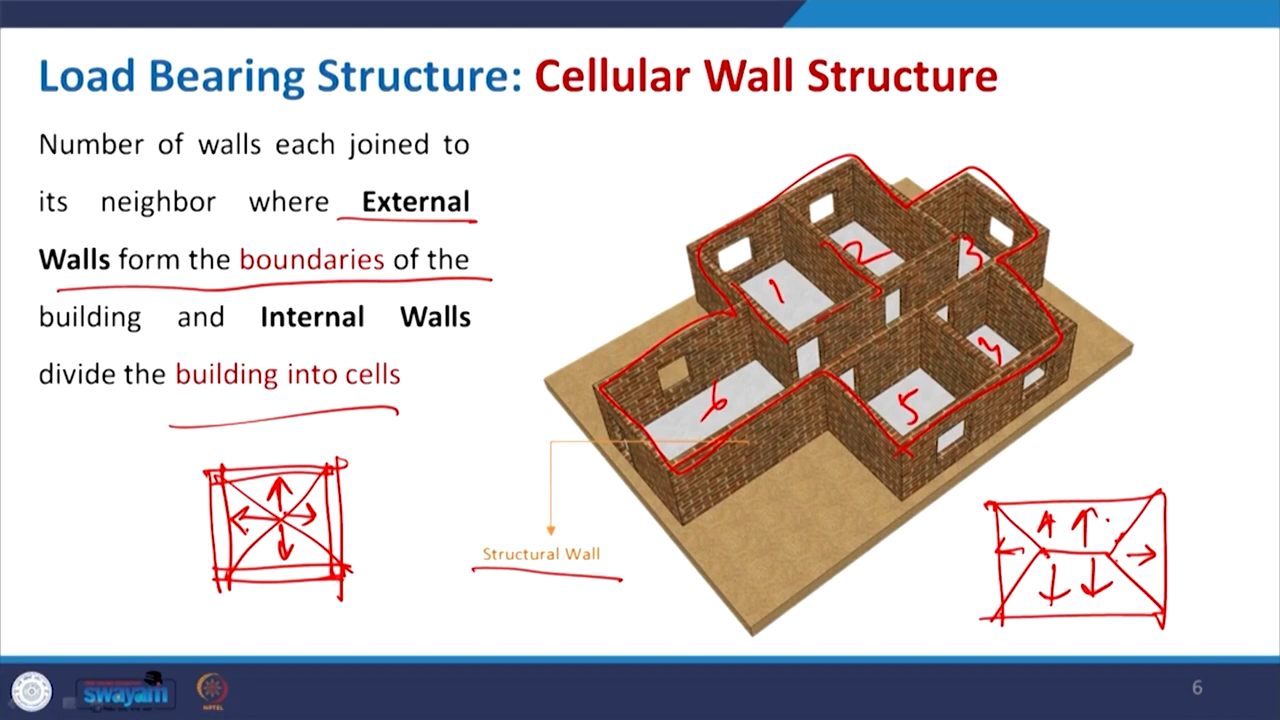 Load Bearing Structure: Cellular Wall Structure
Number of walls each joined to
its neighbor where External
Walls form the boundaries of the
building and Internal Walls
divide the building into cells
1
2
3
4
5
6
Structural Wall
swayam
NPTEL
6